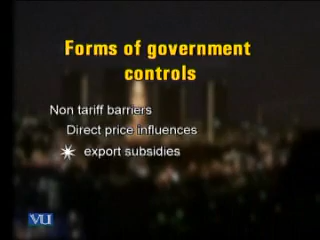 Forms of government
controls
Non tariff barriers
Direct price influences
export subsidies
VU